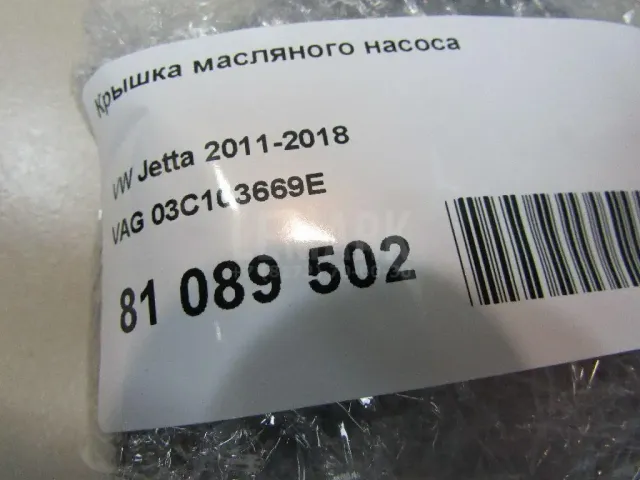 Крышка масляного насоса
VW Jetta 2011-2018
VAG 03C103669E
81 089 502